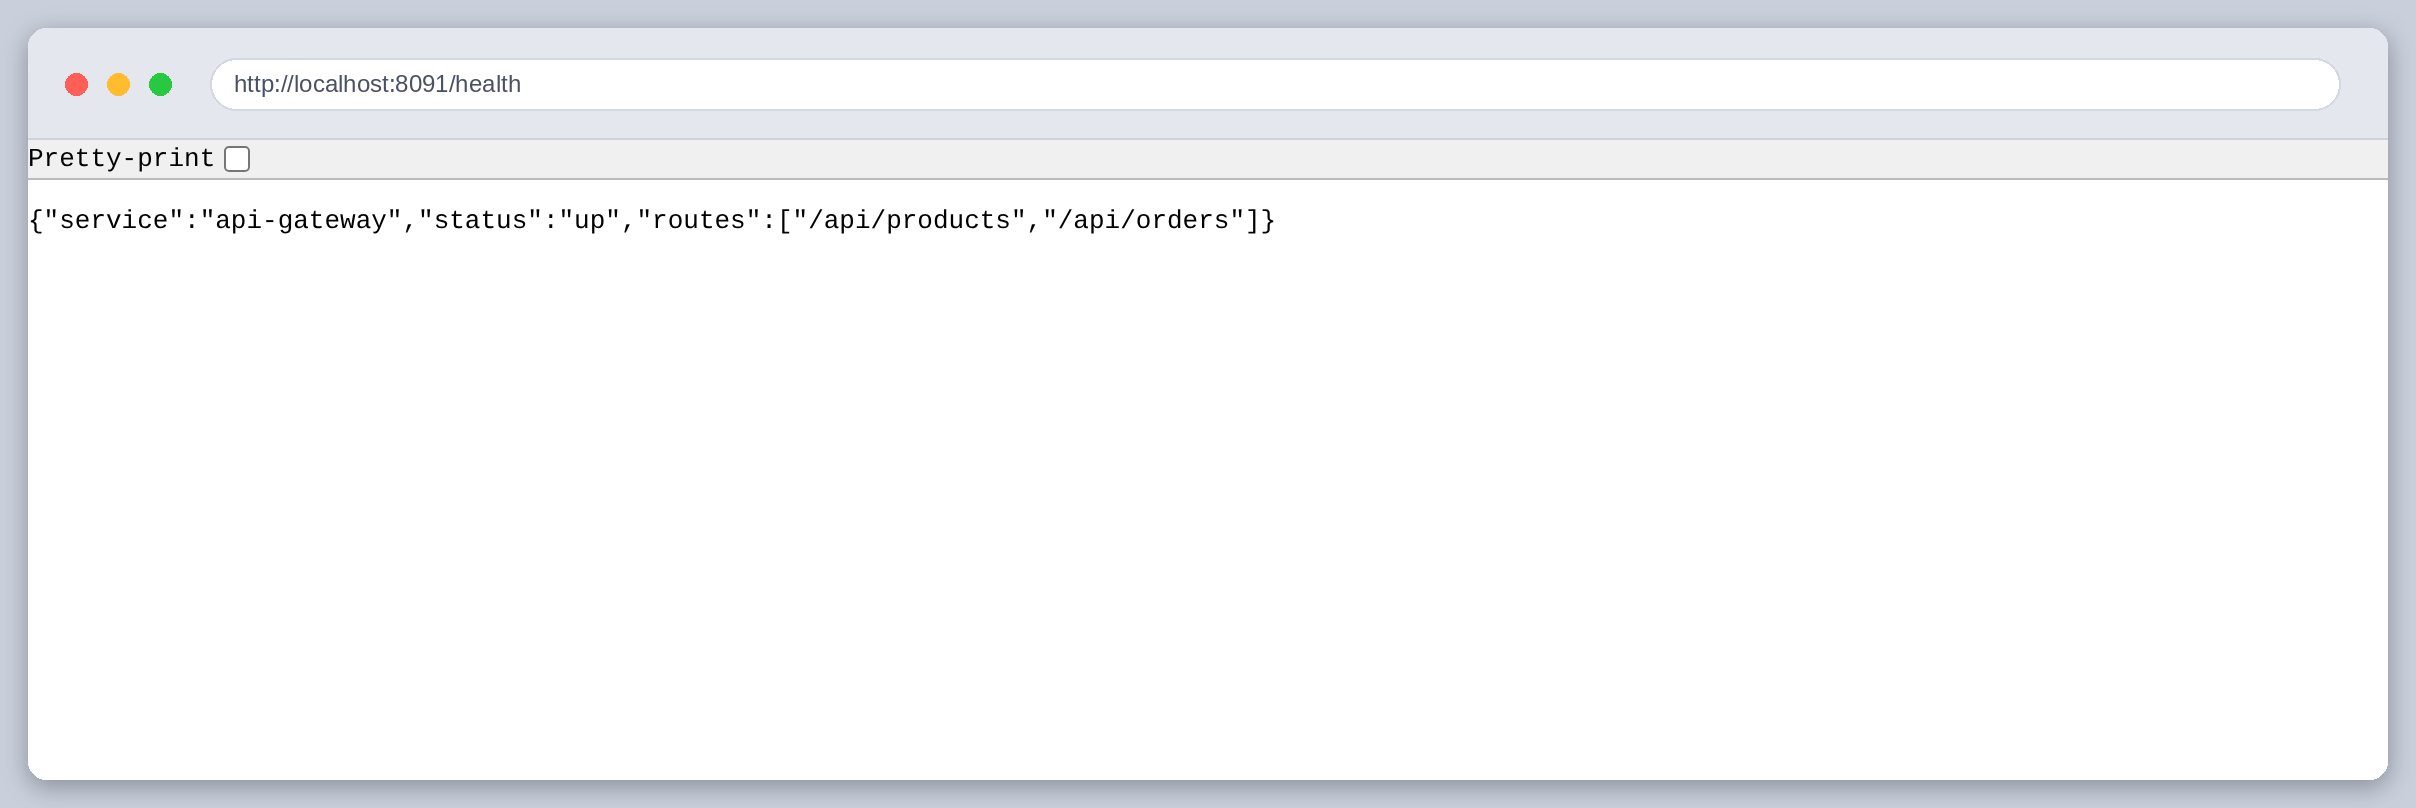 http://localhost:8091/health
Pretty-print
{"service":"api-gateway","status":"up","routes":["/api/products","/api/orders"]}